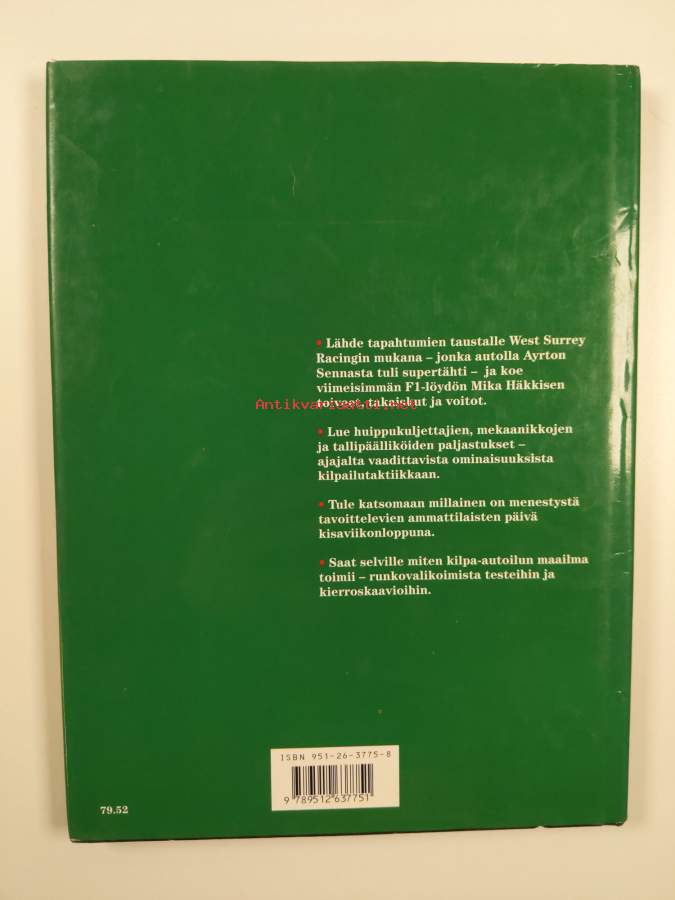 • Lähde tapahtumien taustalle West Surrey
Racingin mukana – jonka autolla Ayrton
Sennasta tuli supertähti – ja koe
viimeisimmän F1-löydön Mika Häkkisen
toiveet, takaiskut ja voitot.
Antikvariaatti.net
• Lue huippukuljettajien, mekaanikkojen
ja tallipäälliköiden paljastukset –
ajajalta vaadittavista ominaisuuksista
kilpailutaktiikkaan.
• Tule katsomaan millainen on menestystä
tavoittelevien ammattilaisten päivä
kisaviikonloppuna.
• Saat selville miten kilpa-autoilun maailma
toimii – runkovalikoimista testeihin ja
kierroskaavioihin.
ISBN 951-26-3775-8
9 789512 637751
79.52